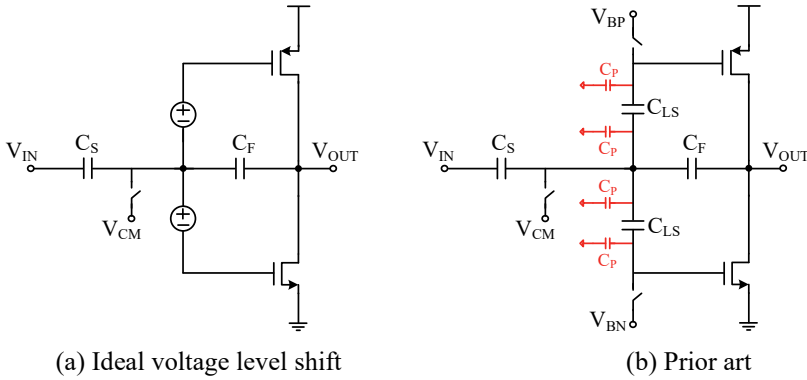 V_BP
C_P
C_LS
C_P
V_IN
C_S
C_F
V_OUT
V_CM
V_IN
C_S
C_F
V_OUT
C_P
V_CM
C_LS
C_P
V_BN
(a) Ideal voltage level shift
(b) Prior art